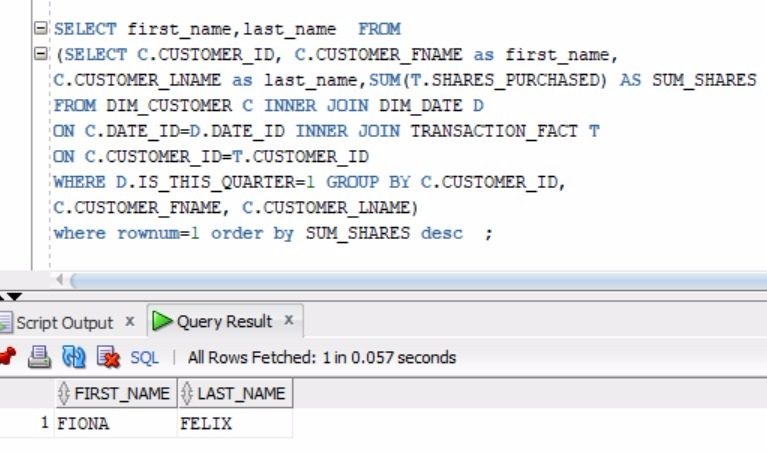 SELECT first_name,last_name  FROM
(SELECT C.CUSTOMER_ID, C.CUSTOMER_FNAME as first_name,
C.CUSTOMER_LNAME as last_name,SUM(T.SHARES_PURCHASED) AS SUM_SHARES
FROM DIM_CUSTOMER C INNER JOIN DIM_DATE D
ON C.DATE_ID=D.DATE_ID INNER JOIN TRANSACTION_FACT T
ON C.CUSTOMER_ID=T.CUSTOMER_ID
WHERE D.IS_THIS_QUARTER=1 GROUP BY C.CUSTOMER_ID,
C.CUSTOMER_FNAME, C.CUSTOMER_LNAME)
where rownum=1 order by SUM_SHARES desc  ;
Script Output x Query Result x
SQL | All Rows Fetched: 1 in 0.057 seconds
FIRST_NAME LAST_NAME
1 FIONA FELIX